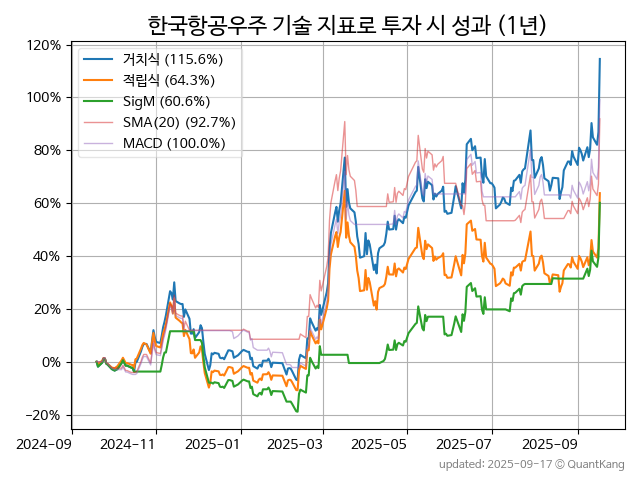 한국항공우주 기술 지표로 투자 시 성과 (1년)
120%
100%
80%
60%
40%
20%
0%
−20%
거치식 (115.6%)
적립식 (64.3%)
SigM (60.6%)
SMA(20) (92.7%)
MACD (100.0%)
2024-09
2024-11
2025-01
2025-03
2025-05
2025-07
2025-09
updated: 2025-09-17 © QuantKang